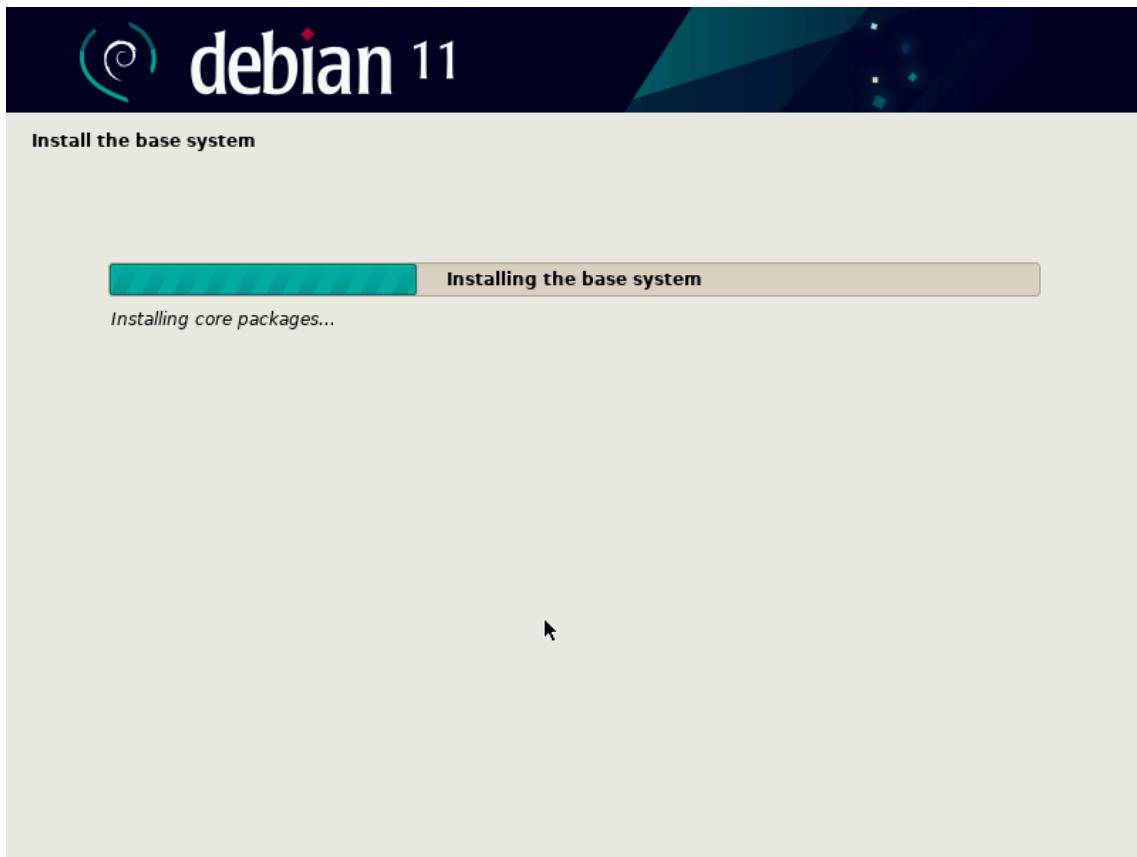 debian 11
Install the base system
Installing the base system
Installing core packages...